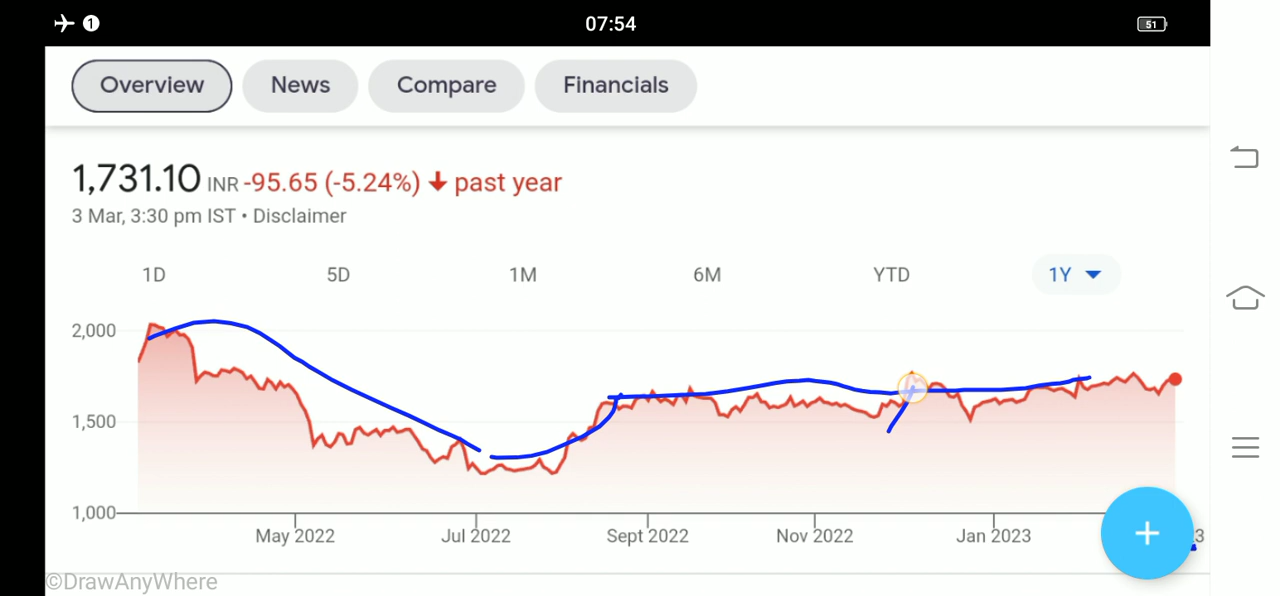 1 07:54 51
Overview News Compare Financials
1,731.10 INR -95.65 (-5.24%) past year
3 Mar, 3:30 pm IST • Disclaimer
1D 5D 1M 6M YTD 1Y
2,000
1,500
1,000
May 2022 Jul 2022 Sept 2022 Nov 2022 Jan 2023
©DrawAnyWhere